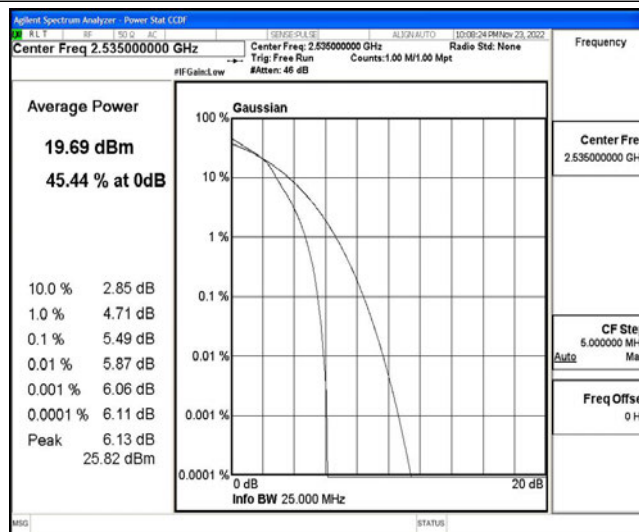 Agilent Spectrum Analyzer - Power Stat CCDF
RLT RF 50 Ω AC SENSE:PULSE ALIGN AUTO 10:08:24 PM Nov 23, 2022
Center Freq 2.535000000 GHz
Center Freq: 2.535000000 GHz Radio Std: None
Trig: Free Run Counts:1.00 M/1.00 Mpt
#IFGain:Low #Atten: 46 dB
Frequency
Average Power
19.69 dBm
45.44 % at 0dB
10.0 % 2.85 dB
1.0 % 4.71 dB
0.1 % 5.49 dB
0.01 % 5.87 dB
0.001 % 6.06 dB
0.0001 % 6.11 dB
Peak 6.13 dB
25.82 dBm
Gaussian
100 %
10 %
1 %
0.1 %
0.01 %
0.001 %
0.0001 %
0 dB 20 dB
Info BW 25.000 MHz
Center Fre
2.535000000 GH
CF Ste
5.000000 MH
Auto Ma
Freq Offse
0 H
MSG STATUS